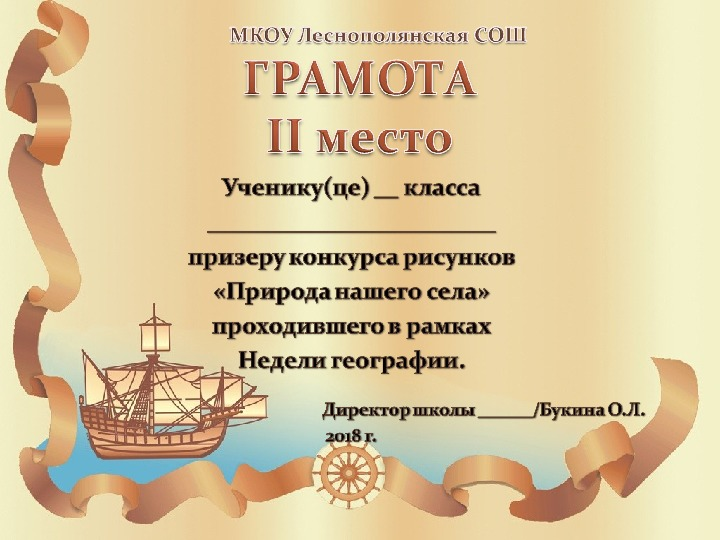 МКОУ Леснополянская СОШ
ГРАМОТА
II место
Ученику(це) __ класса
_______________________
призеру конкурса рисунков
«Природа нашего села»
проходившего в рамках
Недели географии.
Директор школы ______/Букина О.Л.
2018 г.